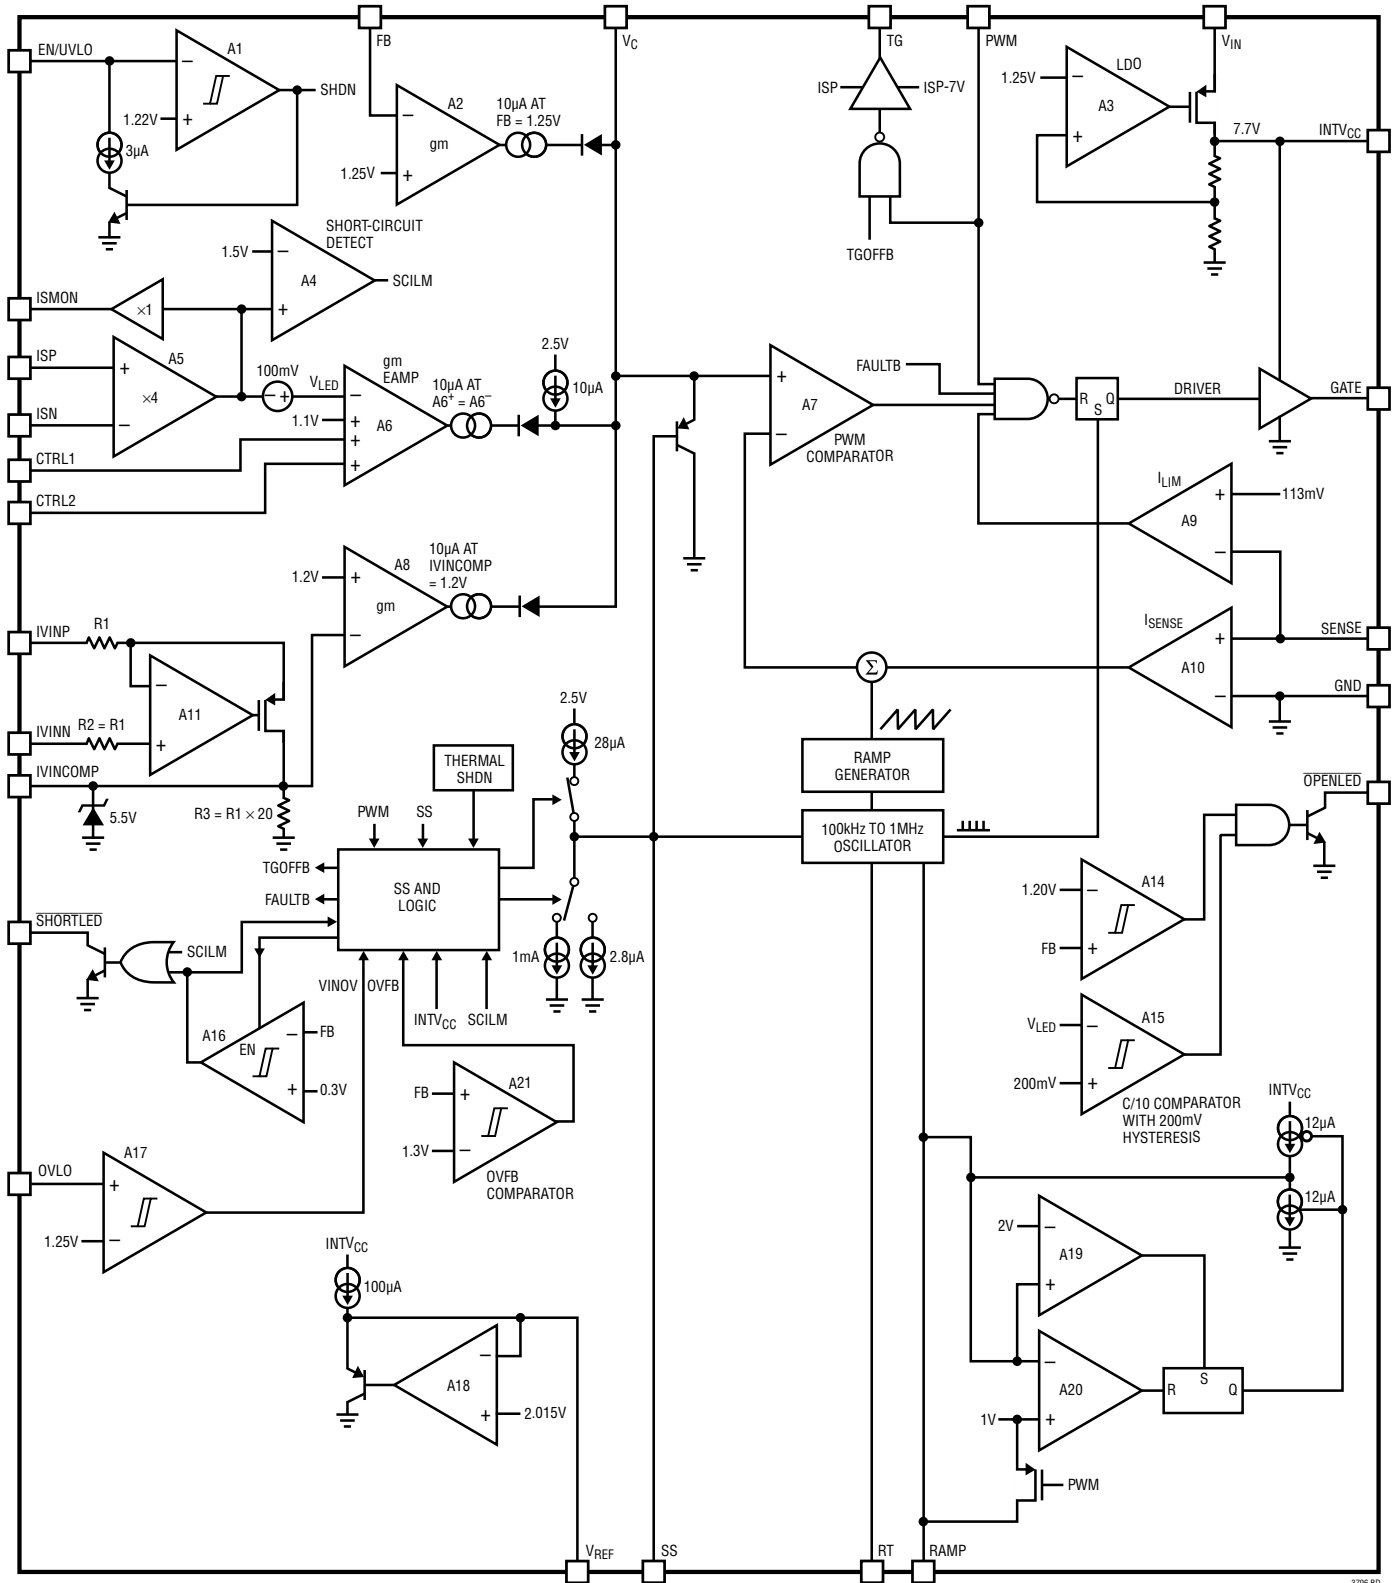 FB
VC
TG
PWM
VIN
EN/UVLO
A1
−
+
SHDN
1.22V
3µA
A2
−
gm
+
1.25V
10µA AT
FB = 1.25V
ISP
ISP-7V
TGOFFB
LDO
1.25V
−
A3
+
7.7V
INTVCC
SHORT-CIRCUIT
DETECT
1.5V
−
A4
+
SCILM
ISMON
×1
ISP
A5
+
×4
−
ISN
100mV
− +
VLED
gm
EAMP
−
1.1V
+
A6
+
+
10µA AT
A6+ = A6−
2.5V
10µA
CTRL1
CTRL2
+
A7
−
PWM
COMPARATOR
FAULTB
R
S
Q
DRIVER
GATE
ILIM
+
113mV
A9
−
A8
1.2V
+
gm
−
10µA AT
IVINCOMP
= 1.2V
IVINP
R1
−
A11
+
IVINN
R2 = R1
IVINCOMP
5.5V
R3 = R1 × 20
ISENSE
+
A10
−
SENSE
GND
Σ
RAMP
GENERATOR
100kHz TO 1MHz
OSCILLATOR
2.5V
28µA
THERMAL
SHDN
PWM
SS
TGOFFB
FAULTB
SS AND
LOGIC
1mA
2.8µA
VINOV
OVFB
INTVCC
SCILM
SHORTLED
SCILM
A16
EN
−
FB
+
0.3V
OPENLED
A14
1.20V
−
FB
+
A15
VLED
−
200mV
+
C/10 COMPARATOR
WITH 200mV
HYSTERESIS
A21
FB
+
1.3V
−
OVFB
COMPARATOR
OVLO
A17
+
1.25V
−
INTVCC
12µA
12µA
2V
−
A19
+
−
A20
1V
+
R
S
Q
PWM
INTVCC
100µA
−
A18
+
2.015V
VREF
SS
RT
RAMP
3796 BD